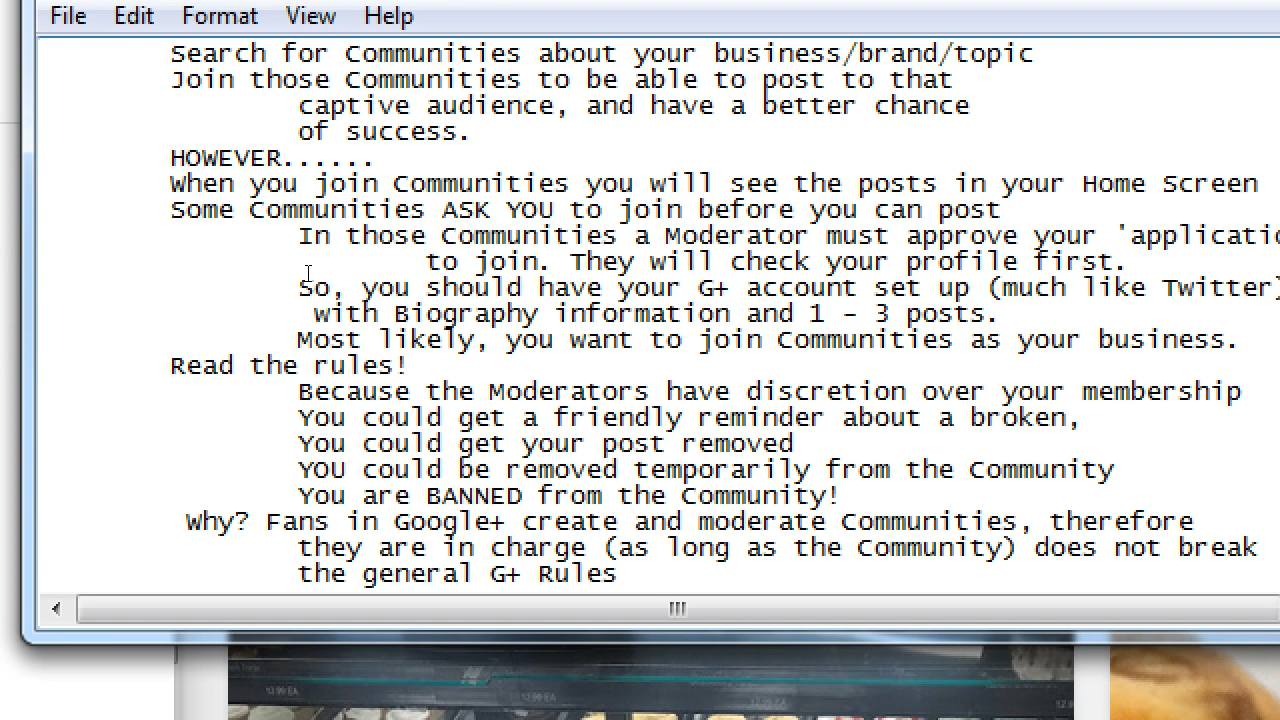 File Edit Format View Help
Search for Communities about your business/brand/topic
Join those Communities to be able to post to that
captive audience, and have a better chance
of success.
HOWEVER......
When you join Communities you will see the posts in your Home Screen
Some Communities ASK YOU to join before you can post
In those Communities a Moderator must approve your 'applicatio
to join. They will check your profile first.
So, you should have your G+ account set up (much like Twitter)
with Biography information and 1 - 3 posts.
Most likely, you want to join Communities as your business.
Read the rules!
Because the Moderators have discretion over your membership
You could get a friendly reminder about a broken,
You could get your post removed
YOU could be removed temporarily from the Community
You are BANNED from the Community!
Why? Fans in Google+ create and moderate Communities, therefore
they are in charge (as long as the Community) does not break
the general G+ Rules